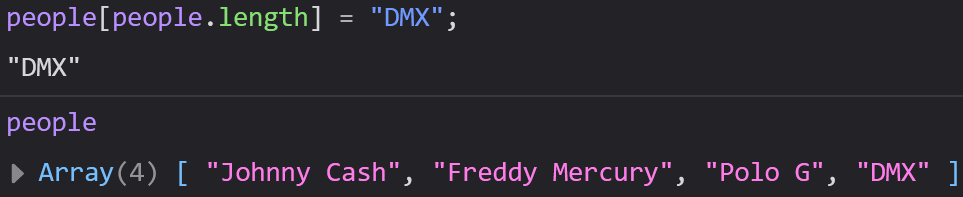 people[people.length] = "DMX";
"DMX"
people
▶ Array(4) [ "Johnny Cash", "Freddy Mercury", "Polo G", "DMX" ]